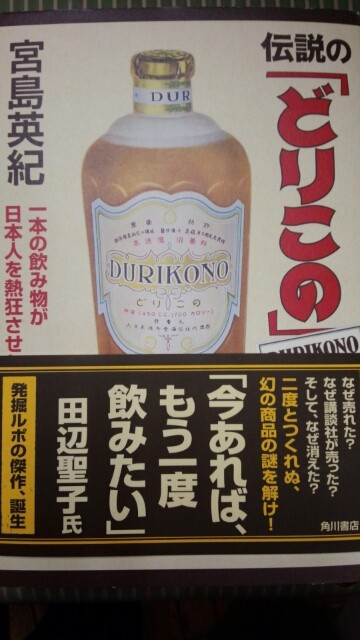 伝説の
「どりこの」
DURIKONO
宮島英紀
一本の飲み物が
日本人を熱狂させ
DUR
DURIKONO
どりこの
なぜ売れた?
なぜ講談社が売った?
そして、なぜ消えた?
二度とつくれぬ、
幻の商品の謎を解け!
「今あれば、
もう一度
飲みたい」
田辺聖子氏
発掘ルポの傑作、誕生
角川書店